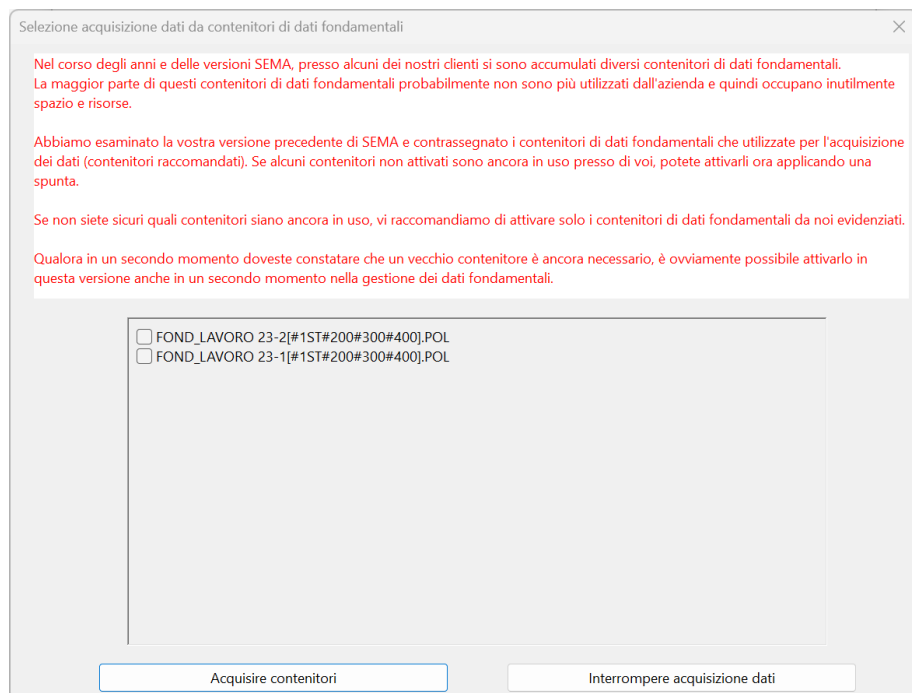 Selezione acquisizione dati da contenitori di dati fondamentali
Nel corso degli anni e delle versioni SEMA, presso alcuni dei nostri clienti si sono accumulati diversi contenitori di dati fondamentali.
La maggior parte di questi contenitori di dati fondamentali probabilmente non sono più utilizzati dall'azienda e quindi occupano inutilmente
spazio e risorse.
Abbiamo esaminato la vostra versione precedente di SEMA e contrassegnato i contenitori di dati fondamentali che utilizzate per l'acquisizione
dei dati (contenitori raccomandati). Se alcuni contenitori non attivati sono ancora in uso presso di voi, potete attivarli ora applicando una
spunta.
Se non siete sicuri quali contenitori siano ancora in uso, vi raccomandiamo di attivare solo i contenitori di dati fondamentali da noi evidenziati.
Qualora in un secondo momento doveste constatare che un vecchio contenitore è ancora necessario, è ovviamente possibile attivarlo in
questa versione anche in un secondo momento nella gestione dei dati fondamentali.
FOND_LAVORO 23-2[#1ST#200#300#400].POL
FOND_LAVORO 23-1[#1ST#200#300#400].POL
Acquisire contenitori
Interrompere acquisizione dati